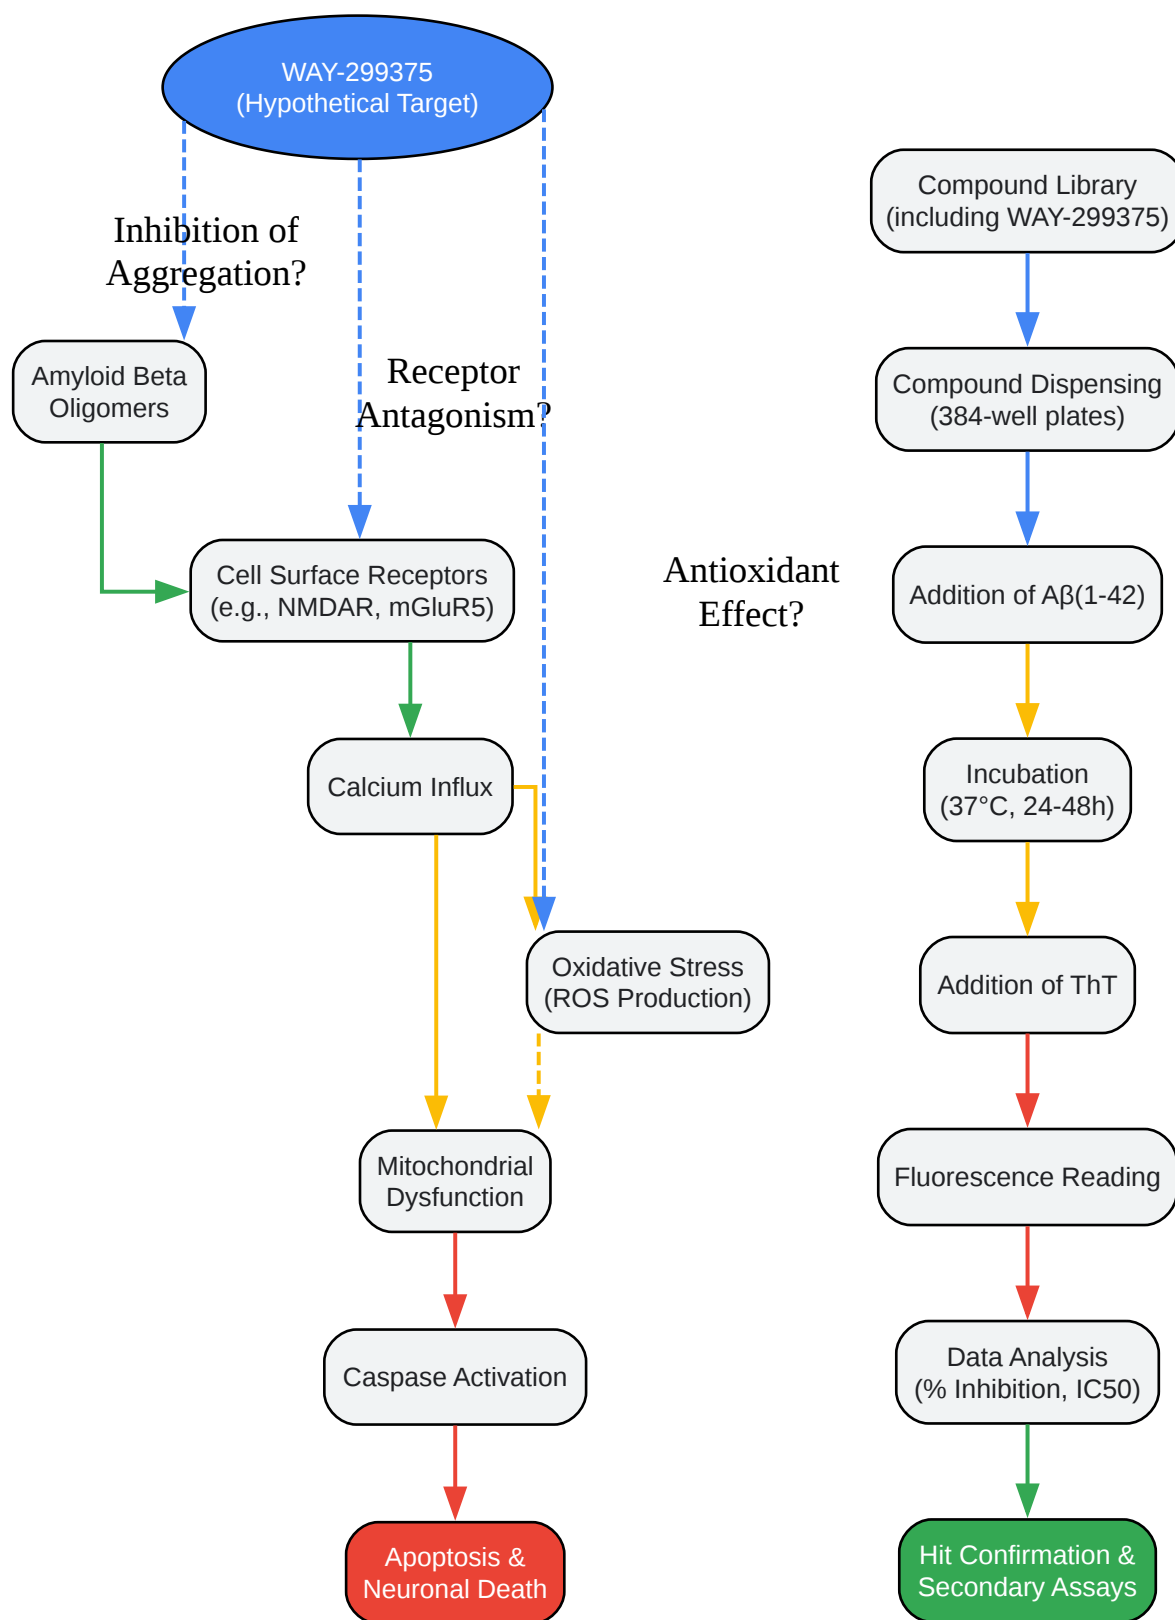 WAY-299375
(Hypothetical Target)
Inhibition of
Aggregation?
Amyloid Beta
Oligomers
Receptor
Antagonism?
Cell Surface Receptors
(e.g., NMDAR, mGluR5)
Antioxidant
Effect?
Calcium Influx
Oxidative Stress
(ROS Production)
Mitochondrial
Dysfunction
Caspase Activation
Apoptosis &
Neuronal Death
Compound Library
(including WAY-299375)
Compound Dispensing
(384-well plates)
Addition of Aβ(1-42)
Incubation
(37°C, 24-48h)
Addition of ThT
Fluorescence Reading
Data Analysis
(% Inhibition, IC50)
Hit Confirmation &
Secondary Assays